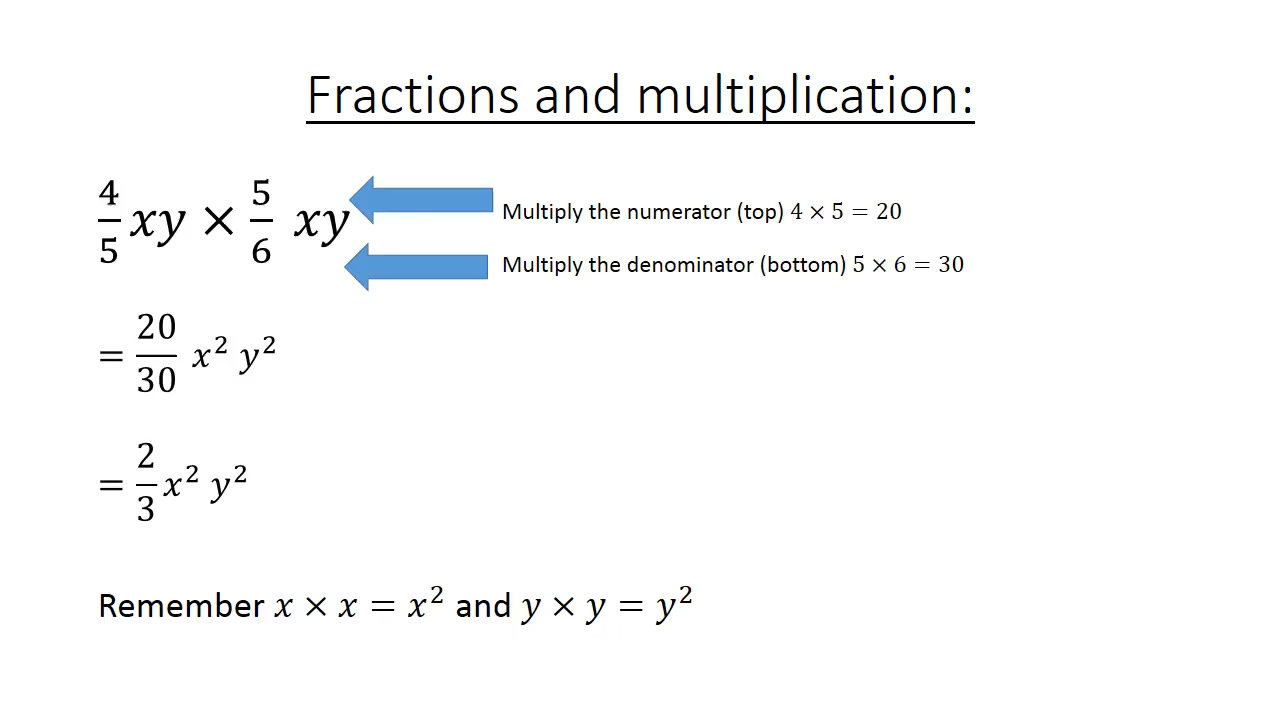 Fractions and multiplication:
4/5 xy × 5/6 xy
Multiply the numerator (top) 4 × 5 = 20
Multiply the denominator (bottom) 5 × 6 = 30
= 20/30 x² y²
= 2/3 x² y²
Remember x × x = x² and y × y = y²